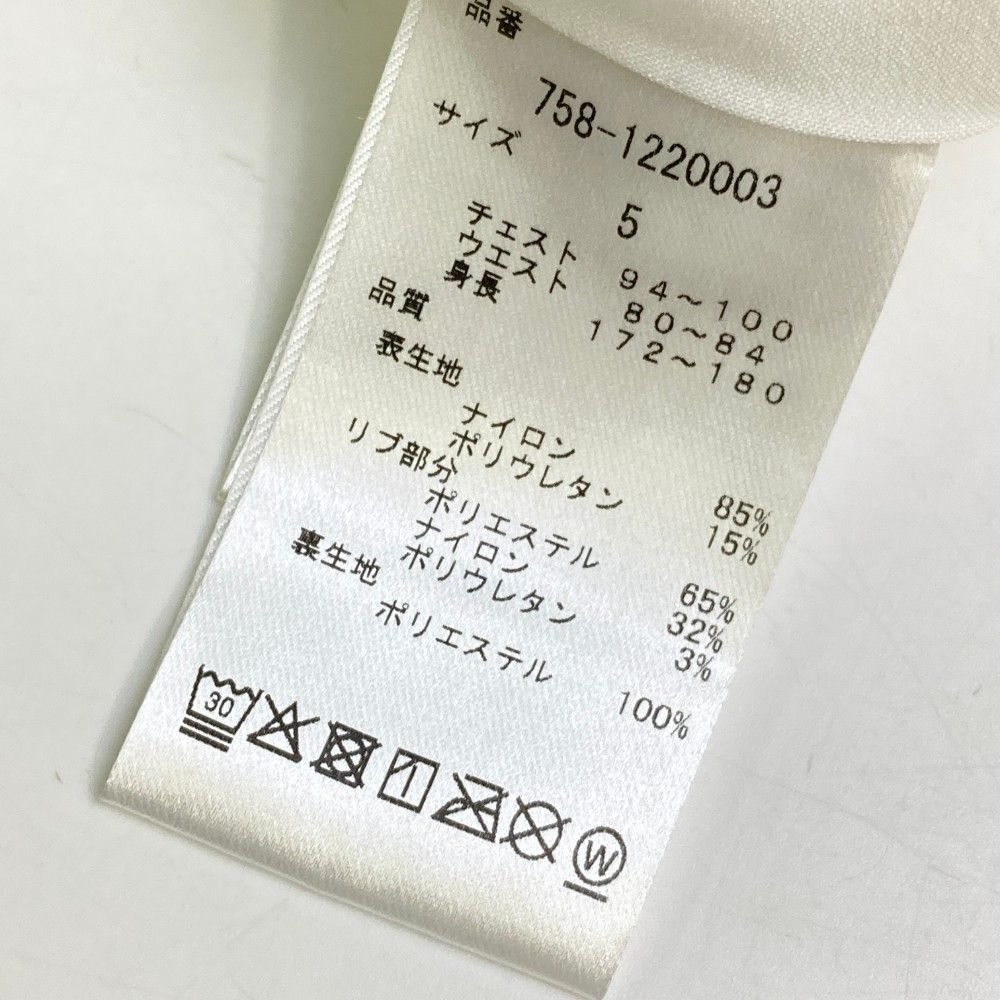 品番
758-1220003
サイズ
5
チェスト 94～100
ウエスト 80～84
身長 172～180
品質
表生地
ナイロン 85%
ポリウレタン 15%
リブ部分
ポリエステル 65%
ナイロン 32%
ポリウレタン 3%
裏生地
ポリエステル 100%
30
W